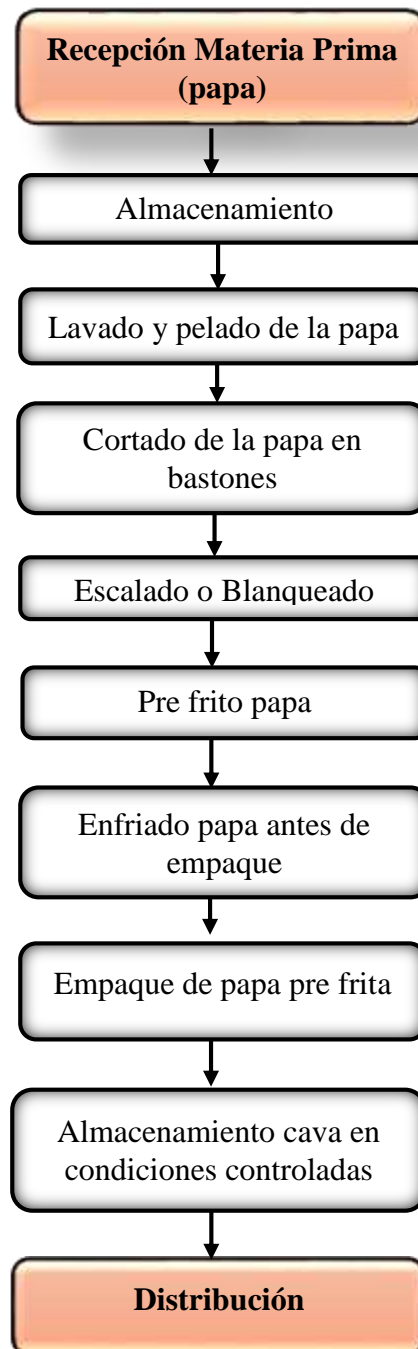 Recepción Materia Prima
(papa)
Almacenamiento
Lavado y pelado de la papa
Cortado de la papa en
bastones
Escalado o Blanqueado
Pre frito papa
Enfriado papa antes de
empaque
Empaque de papa pre frita
Almacenamiento cava en
condiciones controladas
Distribución